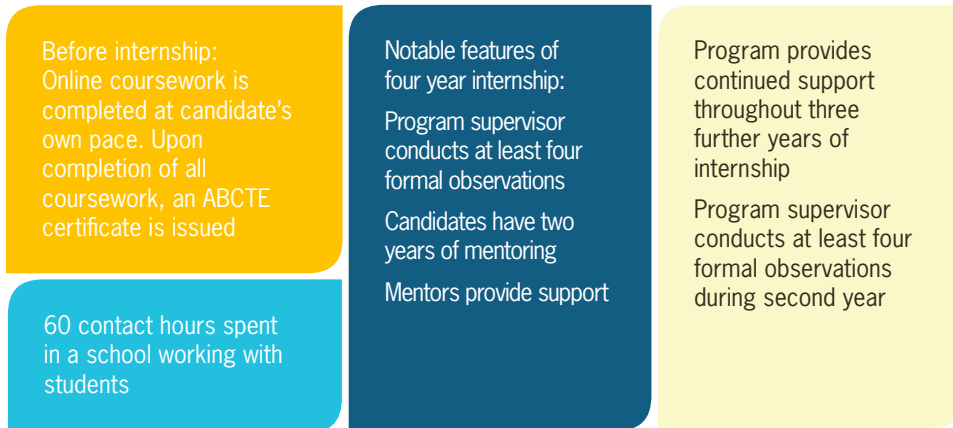 Before internship:
Online coursework is
completed at candidate's
own pace. Upon
completion of all
coursework, an ABCTE
certificate is issued
60 contact hours spent
in a school working with
students
Notable features of
four year internship:
Program supervisor
conducts at least four
formal observations
Candidates have two
years of mentoring
Mentors provide support
Program provides
continued support
throughout three
further years of
internship
Program supervisor
conducts at least four
formal observations
during second year